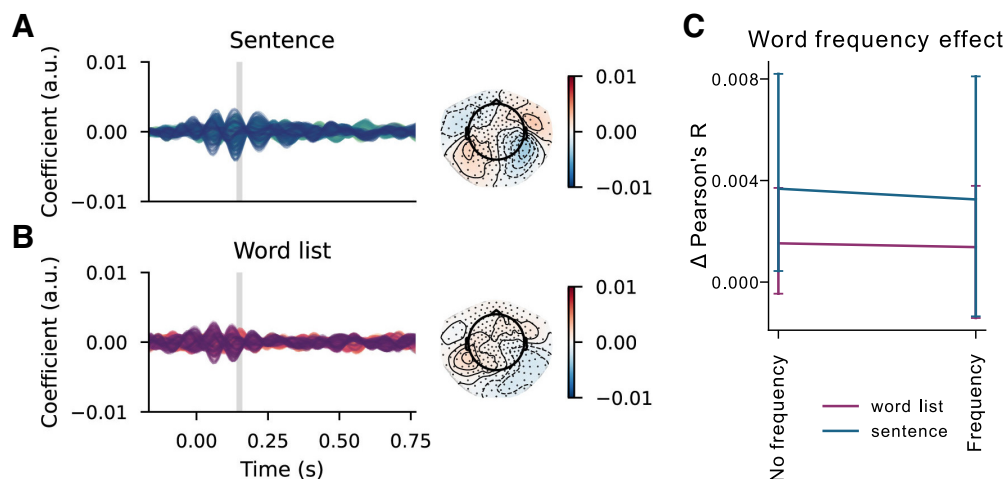 A
Sentence
Coefficient (a.u.)
0.01
0.00
−0.01
0.01
0.00
−0.01
B
Word list
Coefficient (a.u.)
0.01
0.00
−0.01
0.00
0.25
0.50
0.75
Time (s)
0.01
0.00
−0.01
C
Word frequency effect
Δ Pearson's R
0.008
0.004
0.000
No frequency
Frequency
word list
sentence